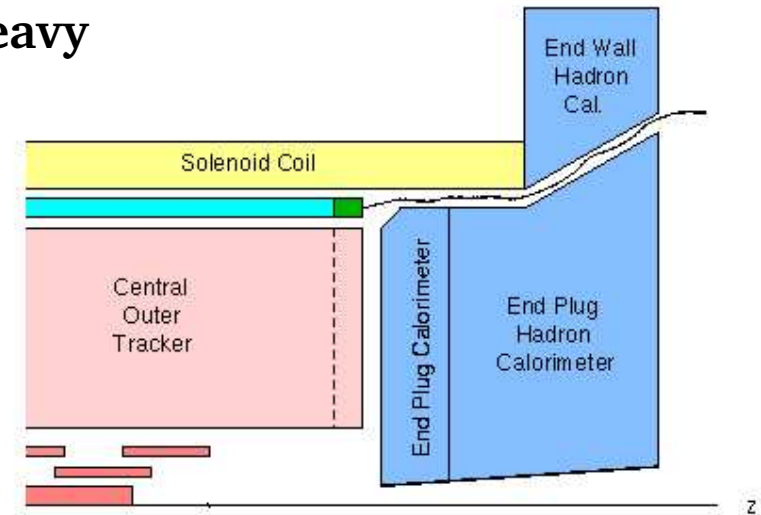 eavy
End Wall
Hadron
Cal.
Solenoid Coil
Central
Outer
Tracker
End Plug Calorimeter
End Plug
Hadron
Calorimeter
z